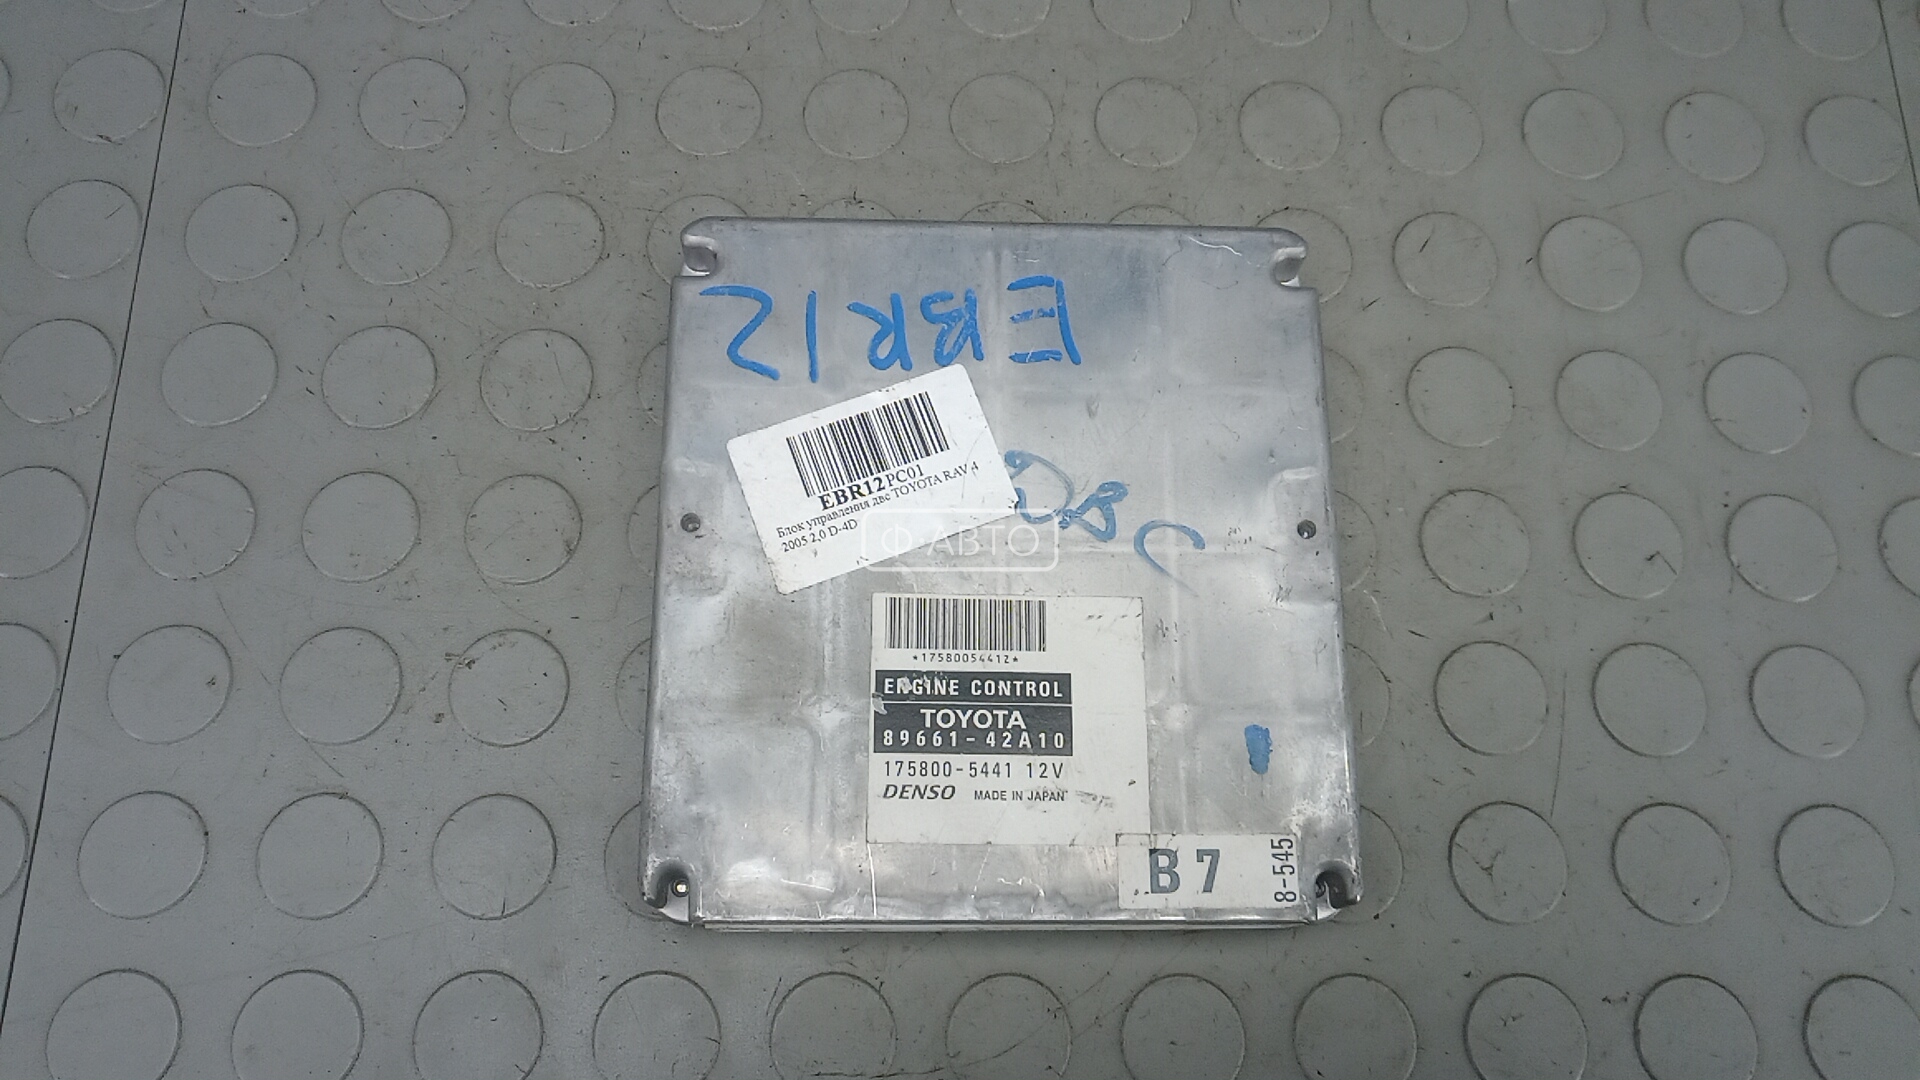 EBR12
EBR12PC01
Блок управления двс TOYOTA RAV 4
2005 2,0 D-4D
Ф·АВТО
*1758005441Z*
ENGINE CONTROL
TOYOTA
89661-42A10
175800-5441 12V
DENSO MADE IN JAPAN
B7
8-545